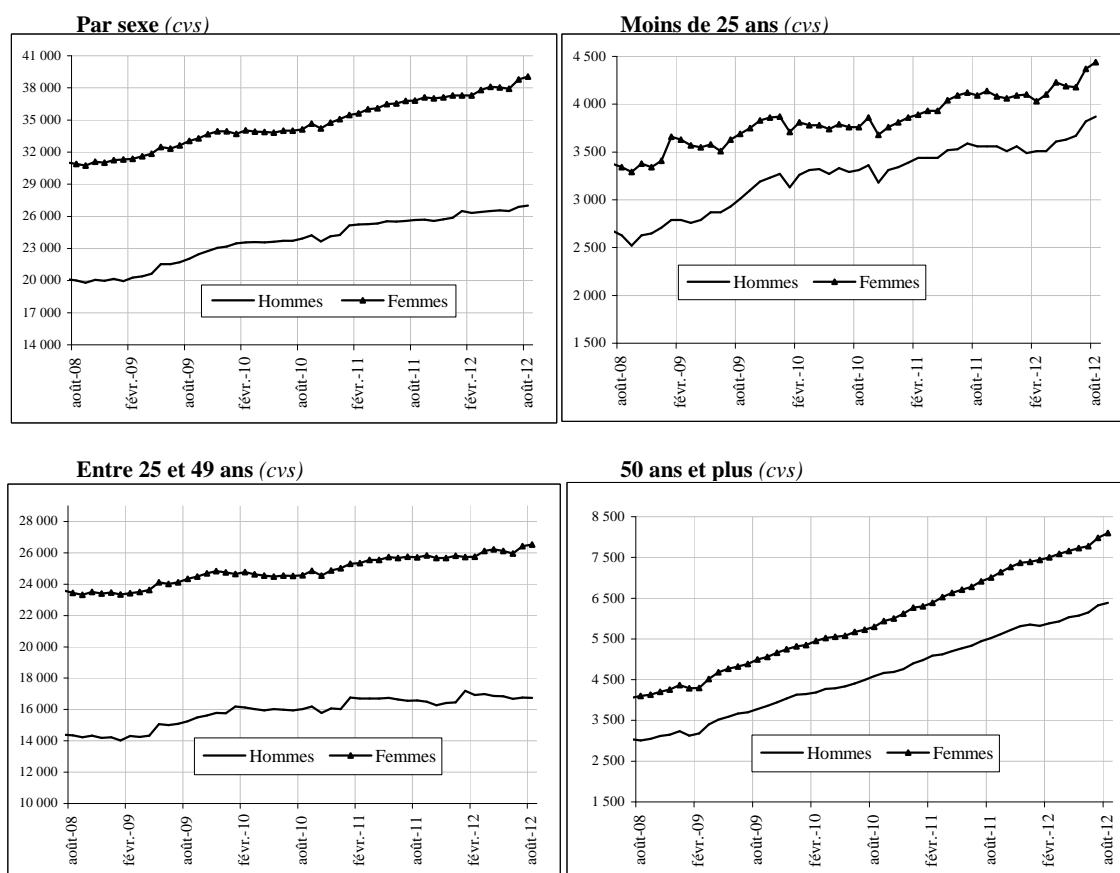 Par sexe (cvs)
41 000
38 000
35 000
32 000
29 000
26 000
23 000
20 000
17 000
14 000
Hommes
Femmes
août-08
févr.-09
août-09
févr.-10
août-10
févr.-11
août-11
févr.-12
août-12
Moins de 25 ans (cvs)
4 500
4 000
3 500
3 000
2 500
2 000
1 500
Hommes
Femmes
août-08
févr.-09
août-09
févr.-10
août-10
févr.-11
août-11
févr.-12
août-12
Entre 25 et 49 ans (cvs)
28 000
26 000
24 000
22 000
20 000
18 000
16 000
14 000
12 000
10 000
Hommes
Femmes
août-08
févr.-09
août-09
févr.-10
août-10
févr.-11
août-11
févr.-12
août-12
50 ans et plus (cvs)
8 500
7 500
6 500
5 500
4 500
3 500
2 500
1 500
Hommes
Femmes
août-08
févr.-09
août-09
févr.-10
août-10
févr.-11
août-11
févr.-12
août-12